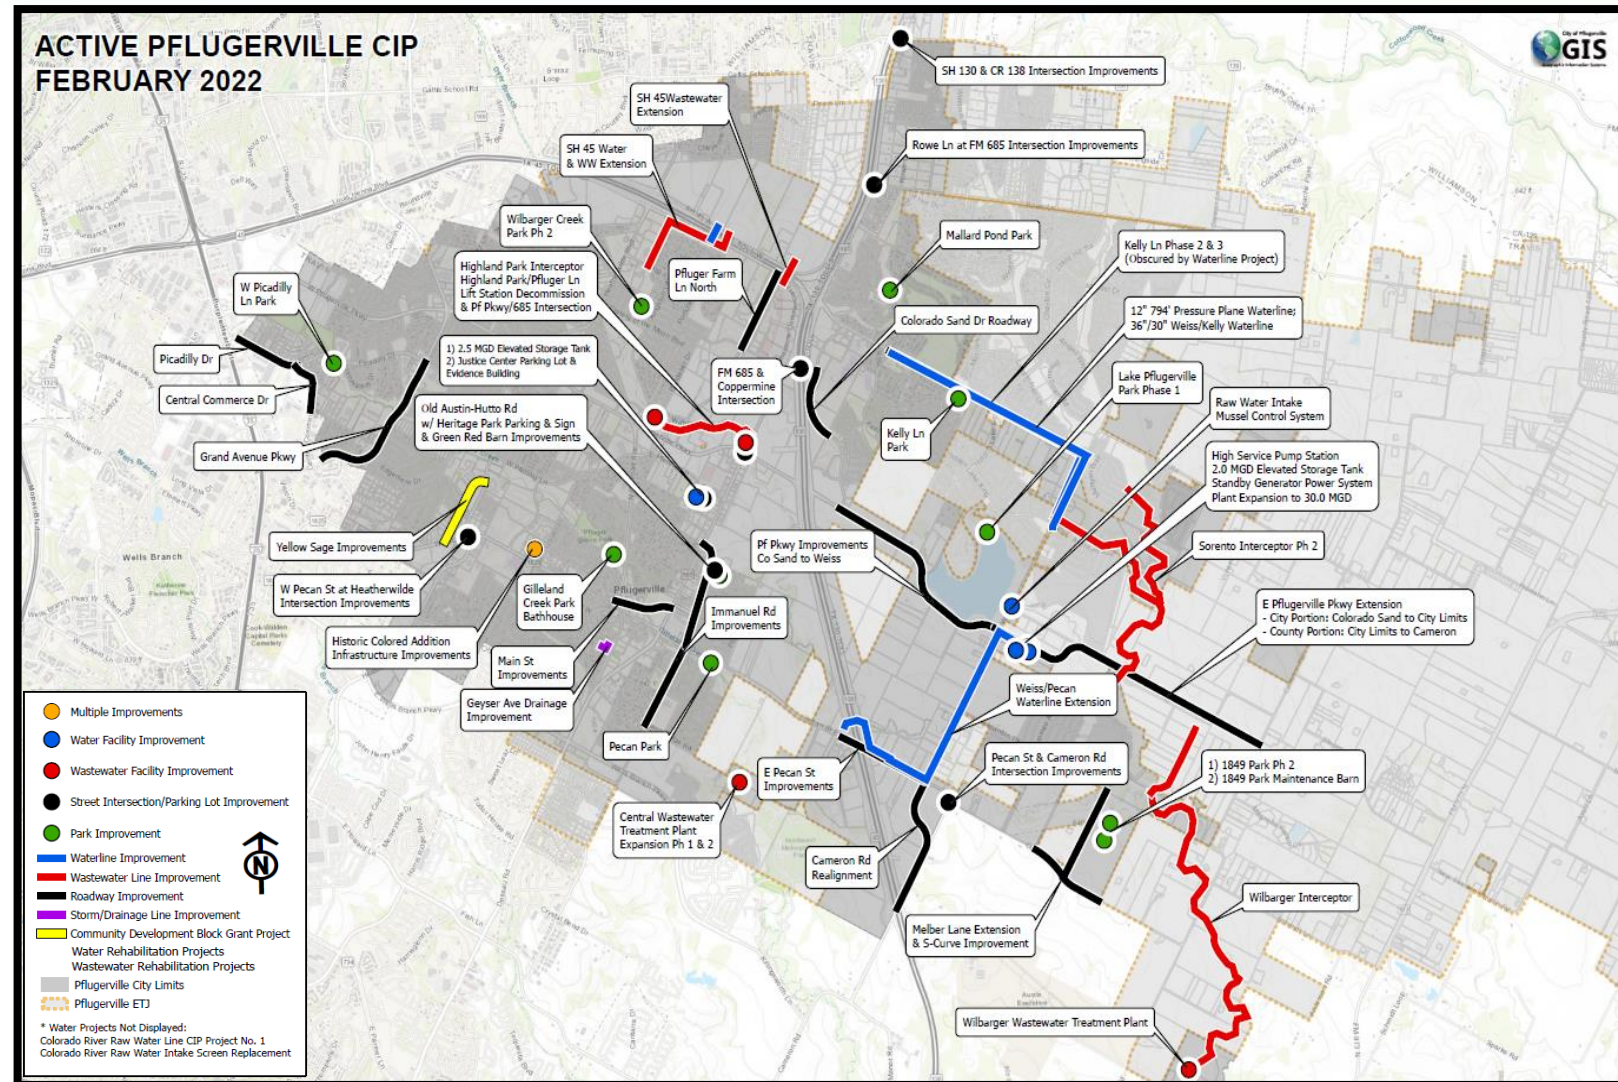 ACTIVE PFLUGERVILLE CIP
FEBRUARY 2022
City of Pflugerville
GIS
SH 130 & CR 138 Intersection Improvements
SH 45Wastewater
Extension
SH 45 Water
& WW Extension
Rowe Ln at FM 685 Intersection Improvements
Wilbarger Creek
Park Ph 2
Mallard Pond Park
Kelly Ln Phase 2 & 3
(Obscured by Waterline Project)
Highland Park Interceptor
Highland Park/Pfluger Ln
Lift Station Decommission
& Pf Pkwy/685 Intersection
Pfluger Farm
Ln North
W Picadilly
Ln Park
12" 794' Pressure Plane Waterline;
36"/30" Weiss/Kelly Waterline
Colorado Sand Dr Roadway
1) 2.5 MGD Elevated Storage Tank
2) Justice Center Parking Lot &
Evidence Building
Picadilly Dr
FM 685 &
Coppermine
Intersection
Lake Pflugerville
Park Phase 1
Central Commerce Dr
Raw Water Intake
Mussel Control System
Old Austin-Hutto Rd
w/ Heritage Park Parking & Sign
& Green Red Barn Improvements
Kelly Ln
Park
Grand Avenue Pkwy
High Service Pump Station
2.0 MGD Elevated Storage Tank
Standby Generator Power System
Plant Expansion to 30.0 MGD
Yellow Sage Improvements
Pf Pkwy Improvements
Co Sand to Weiss
Sorento Interceptor Ph 2
Wells Branch
W Pecan St at Heatherwilde
Intersection Improvements
Gilleland
Creek Park
Bathhouse
Pflugerville
Immanuel Rd
Improvements
E Pflugerville Pkwy Extension
- City Portion: Colorado Sand to City Limits
- County Portion: City Limits to Cameron
Historic Colored Addition
Infrastructure Improvements
Main St
Improvements
Geyser Ave Drainage
Improvement
Weiss/Pecan
Waterline Extension
Pecan Park
E Pecan St
Improvements
Pecan St & Cameron Rd
Intersection Improvements
1) 1849 Park Ph 2
2) 1849 Park Maintenance Barn
Central Wastewater
Treatment Plant
Expansion Ph 1 & 2
Cameron Rd
Realignment
Wilbarger Interceptor
Melber Lane Extension
& S-Curve Improvement
Wilbarger Wastewater Treatment Plant
WILLIAMSON
TRAVIS
Multiple Improvements
Water Facility Improvement
Wastewater Facility Improvement
Street Intersection/Parking Lot Improvement
Park Improvement
N
Waterline Improvement
Wastewater Line Improvement
Roadway Improvement
Storm/Drainage Line Improvement
Community Development Block Grant Project
Water Rehabilitation Projects
Wastewater Rehabilitation Projects
Pflugerville City Limits
Pflugerville ETJ
* Water Projects Not Displayed:
Colorado River Raw Water Line CIP Project No. 1
Colorado River Raw Water Intake Screen Replacement